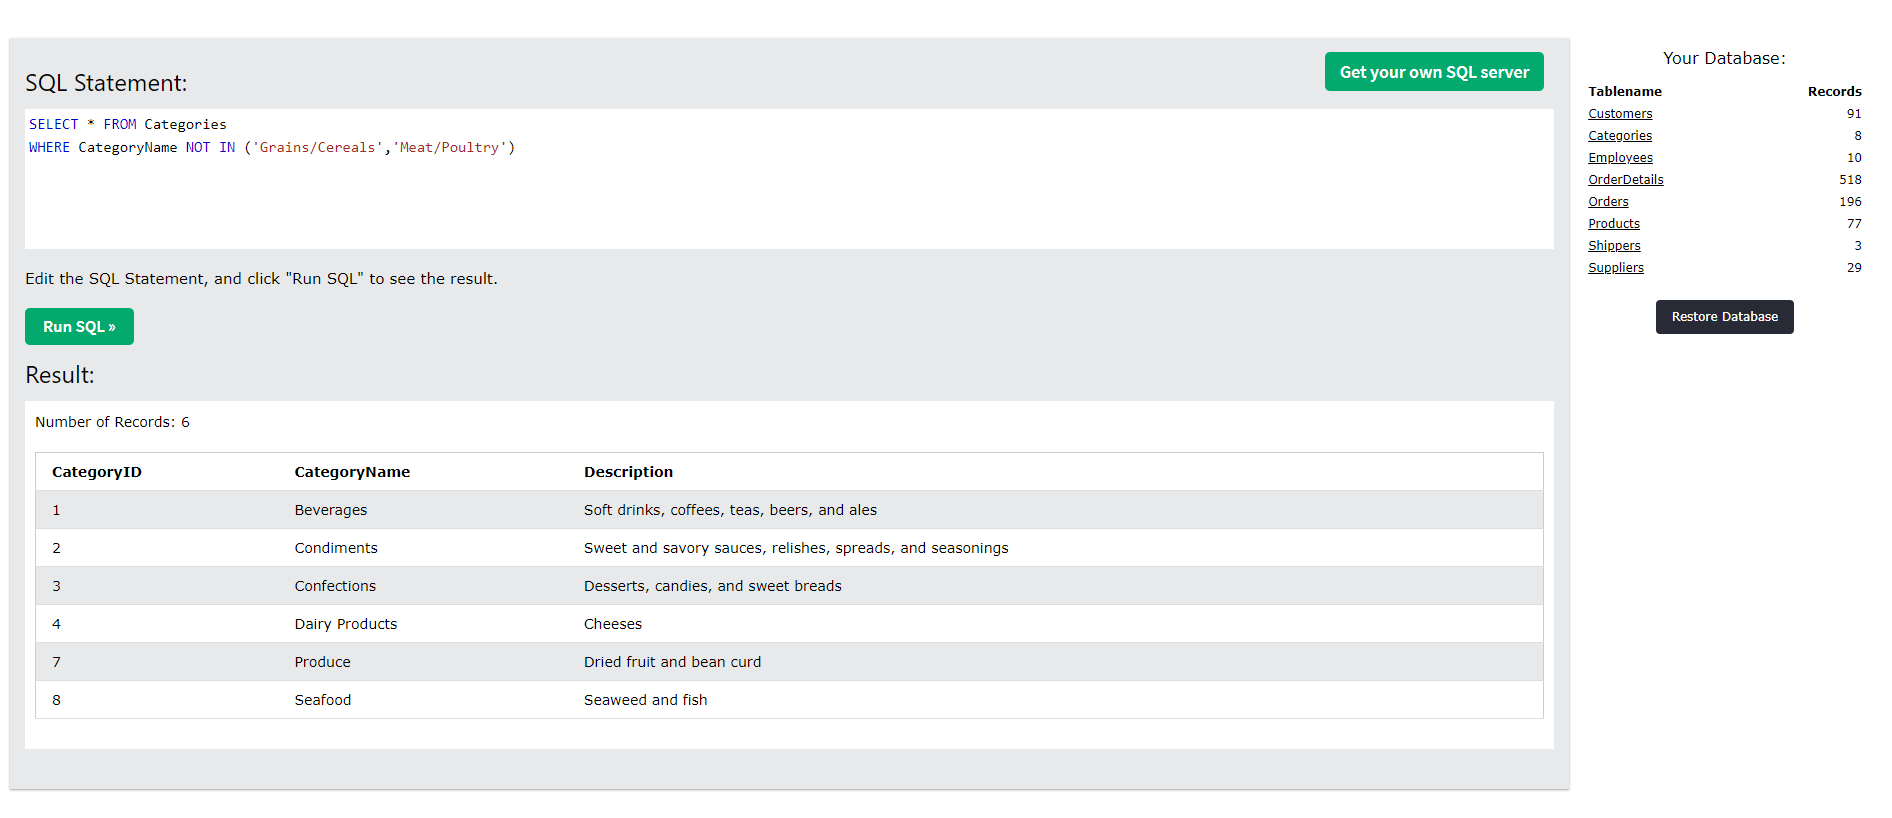 Get your own SQL server
SQL Statement:
SELECT * FROM Categories
WHERE CategoryName NOT IN ('Grains/Cereals','Meat/Poultry')
Edit the SQL Statement, and click "Run SQL" to see the result.
Run SQL »
Result:
Number of Records: 6
CategoryID CategoryName Description
1 Beverages Soft drinks, coffees, teas, beers, and ales
2 Condiments Sweet and savory sauces, relishes, spreads, and seasonings
3 Confections Desserts, candies, and sweet breads
4 Dairy Products Cheeses
7 Produce Dried fruit and bean curd
8 Seafood Seaweed and fish
Your Database:
Tablename Records
Customers 91
Categories 8
Employees 10
OrderDetails 518
Orders 196
Products 77
Shippers 3
Suppliers 29
Restore Database